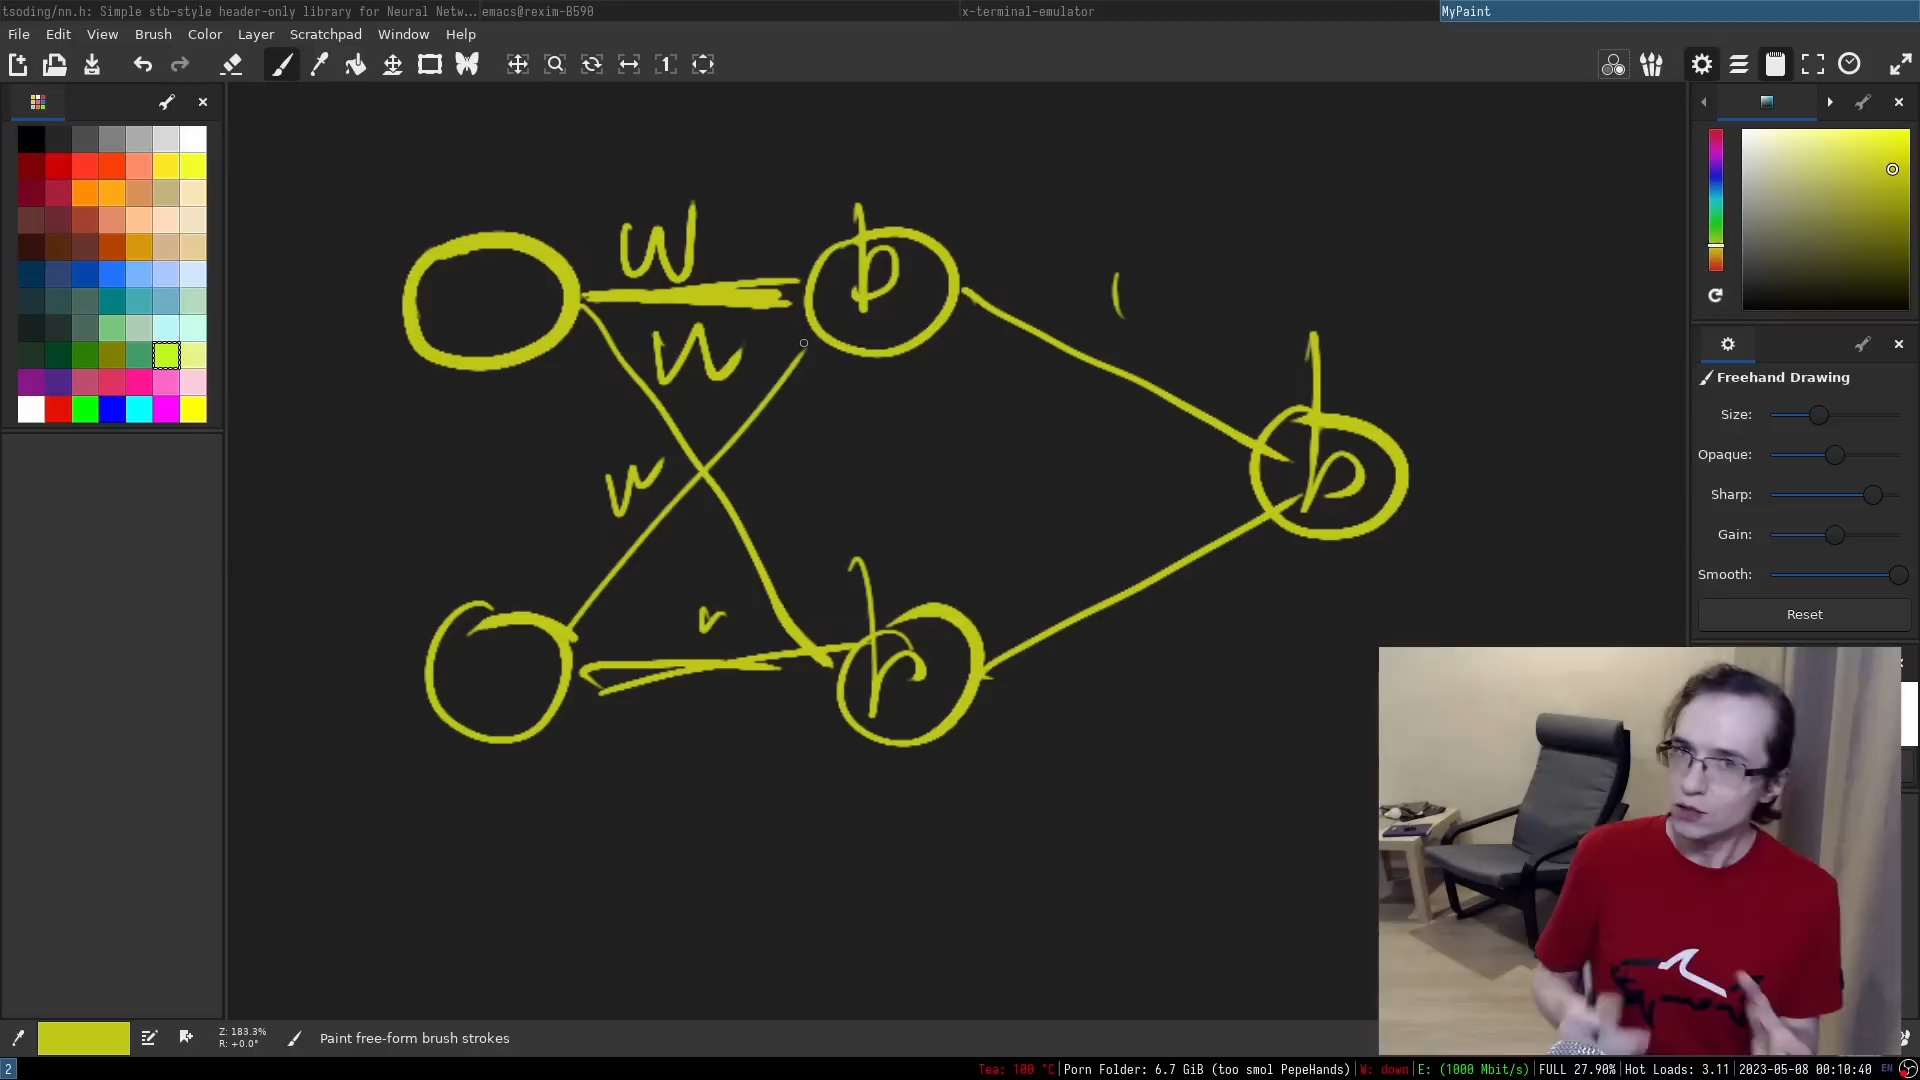 tsoding/nn.h: Simple stb-style header-only library for Neural Netw... emacs@rexim-B590 x-terminal-emulator MyPaint
File Edit View Brush Color Layer Scratchpad Window Help
1
W b
W
b
W
b
Freehand Drawing
Size:
Opaque:
Sharp:
Gain:
Smooth:
Reset
Z: 183.3%
R: +0.0°
Paint free-form brush strokes
2 Tea: 100 °C|Porn Folder: 6.7 GiB (too smol PepeHands)|W: down|E: (1000 Mbit/s)|FULL 27.90%|Hot Loads: 3.11|2023-05-08 00:10:40 EN